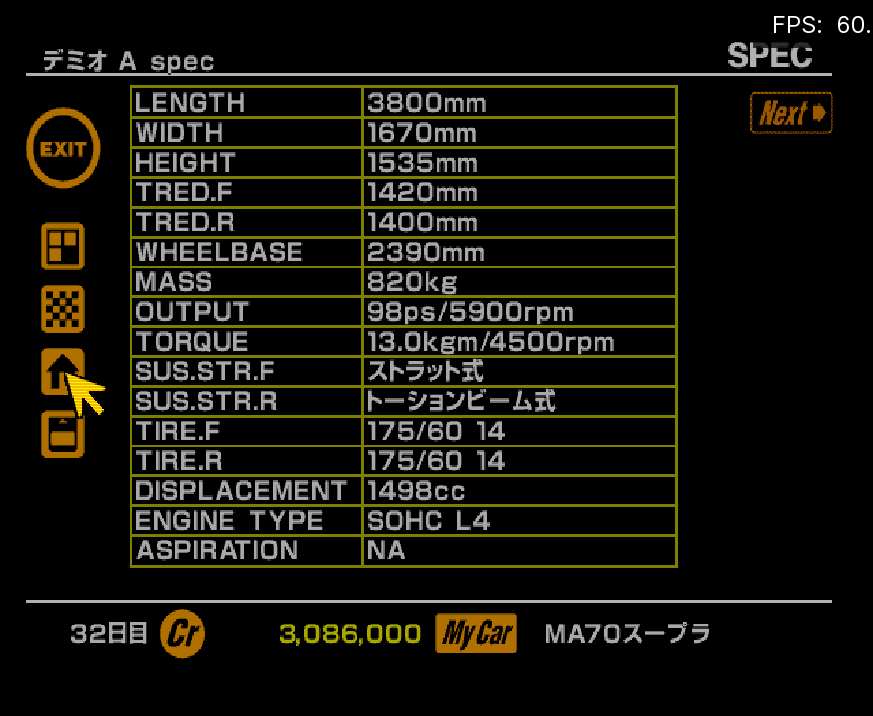 FPS: 60.
デミオ A spec
SPEC
Next
EXIT
LENGTH 3800mm
WIDTH 1670mm
HEIGHT 1535mm
TRED.F 1420mm
TRED.R 1400mm
WHEELBASE 2390mm
MASS 820kg
OUTPUT 98ps/5900rpm
TORQUE 13.0kgm/4500rpm
SUS.STR.F ストラット式
SUS.STR.R トーションビーム式
TIRE.F 175/60 14
TIRE.R 175/60 14
DISPLACEMENT 1498cc
ENGINE TYPE SOHC L4
ASPIRATION NA
32日目 Cr 3,086,000 My Car MA70スープラ